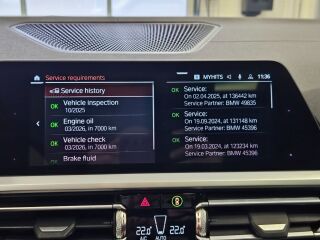 Service requirements
MYHITS
11:36
Service history
OK Vehicle inspection
10/2025
OK Engine oil
03/2026, in 7000 km
OK Vehicle check
03/2026, in 7000 km
Brake fluid
OK Service:
On 02.04.2025, at 136442 km
Service Partner: BMW 49835
OK Service:
On 19.09.2024, at 131148 km
Service Partner: BMW 45396
OK Service:
On 19.03.2024, at 123234 km
Service Partner: BMW 45396
22.0
22.0
A/C
AUTO